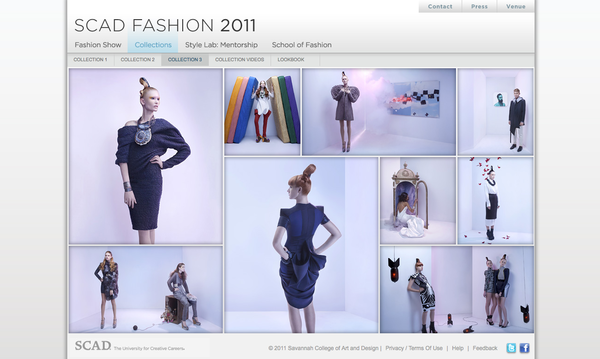 Contact Press Venue
SCAD FASHION 2011
Fashion Show Collections Style Lab: Mentorship School of Fashion
COLLECTION 1 COLLECTION 2 COLLECTION 3 COLLECTION VIDEOS LOOKBOOK
SCAD The University for Creative Careers. © 2011 Savannah College of Art and Design | Privacy / Terms Of Use | Help | Feedback